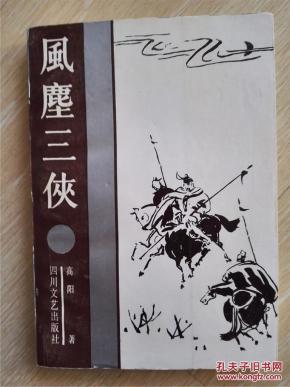 風塵三俠
高阳 著
四川文艺出版社
孔夫子旧书网